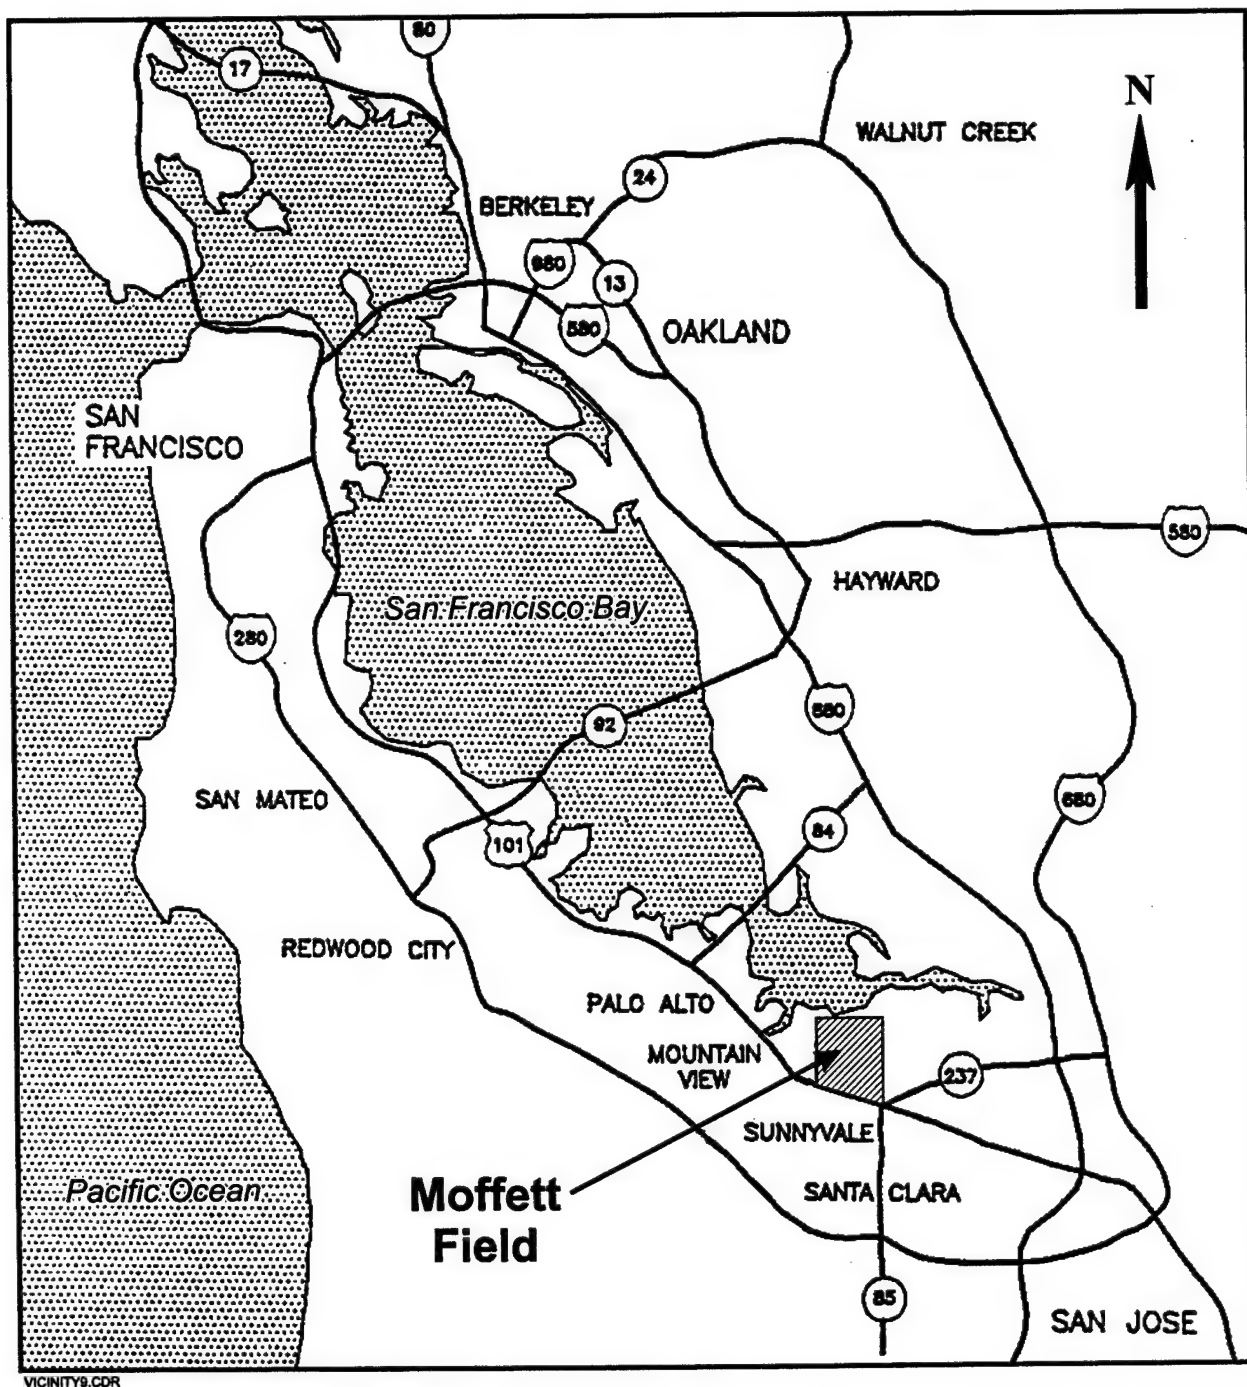 80
17
N
WALNUT CREEK
24
BERKELEY
980
13
580
OAKLAND
SAN
FRANCISCO
580
HAYWARD
San Francisco Bay
280
92
880
SAN MATEO
680
84
101
REDWOOD CITY
PALO ALTO
MOUNTAIN
VIEW
237
SUNNYVALE
Pacific Ocean
Moffett
Field
SANTA CLARA
85
SAN JOSE
VICINITY9.CDR